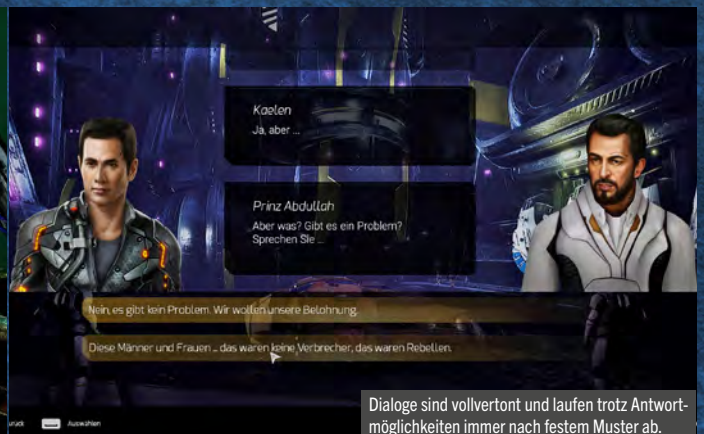 Kaelen
Ja, aber ...
Prinz Abdullah
Aber was? Gibt es ein Problem?
Sprechen Sie ...
Nein, es gibt kein Problem. Wir wollen unsere Belohnung.
Diese Männer und Frauen ... das waren keine Verbrecher, das waren Rebellen.
Auswählen
Dialoge sind vollvertont und laufen trotz Antwort-
möglichkeiten immer nach festem Muster ab.